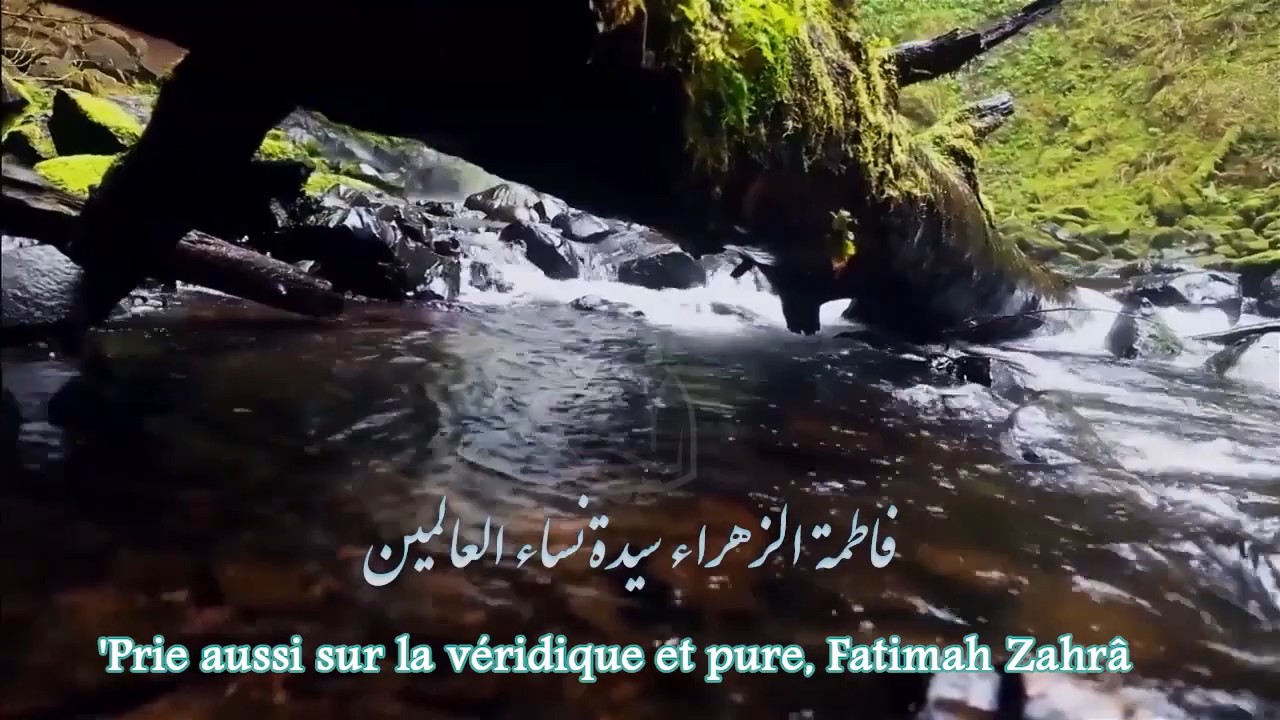 فاطمة الزهراء سيدة نساء العالمين
'Prie aussi sur la véridique et pure, Fatimah Zahrâ